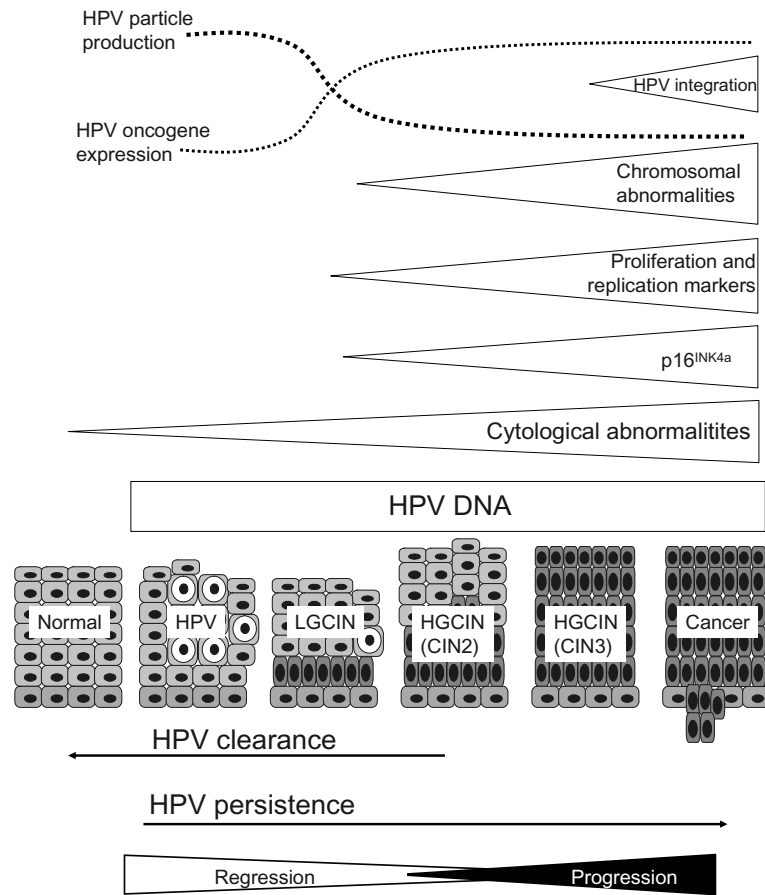 HPV particle
production
HPV integration
HPV oncogene
expression
Chromosomal
abnormalities
Proliferation and
replication markers
p16INK4a
Cytological abnormalitites
HPV DNA
Normal
HPV
LGCIN
HGCIN
(CIN2)
HGCIN
(CIN3)
Cancer
HPV clearance
HPV persistence
Regression
Progression